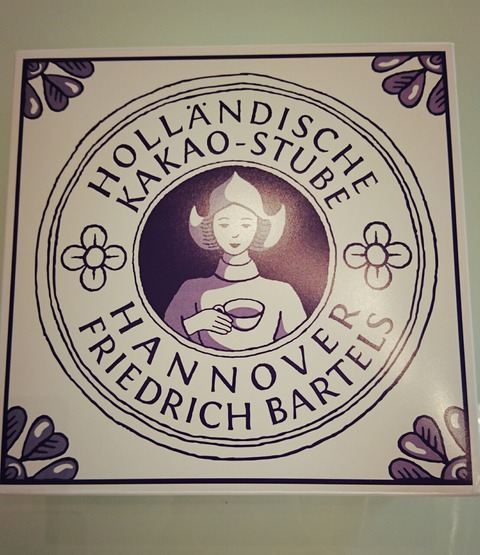 HOLLÄNDISCHE
KAKAO-STUBE
HANNOVER
FRIEDRICH BARTELS